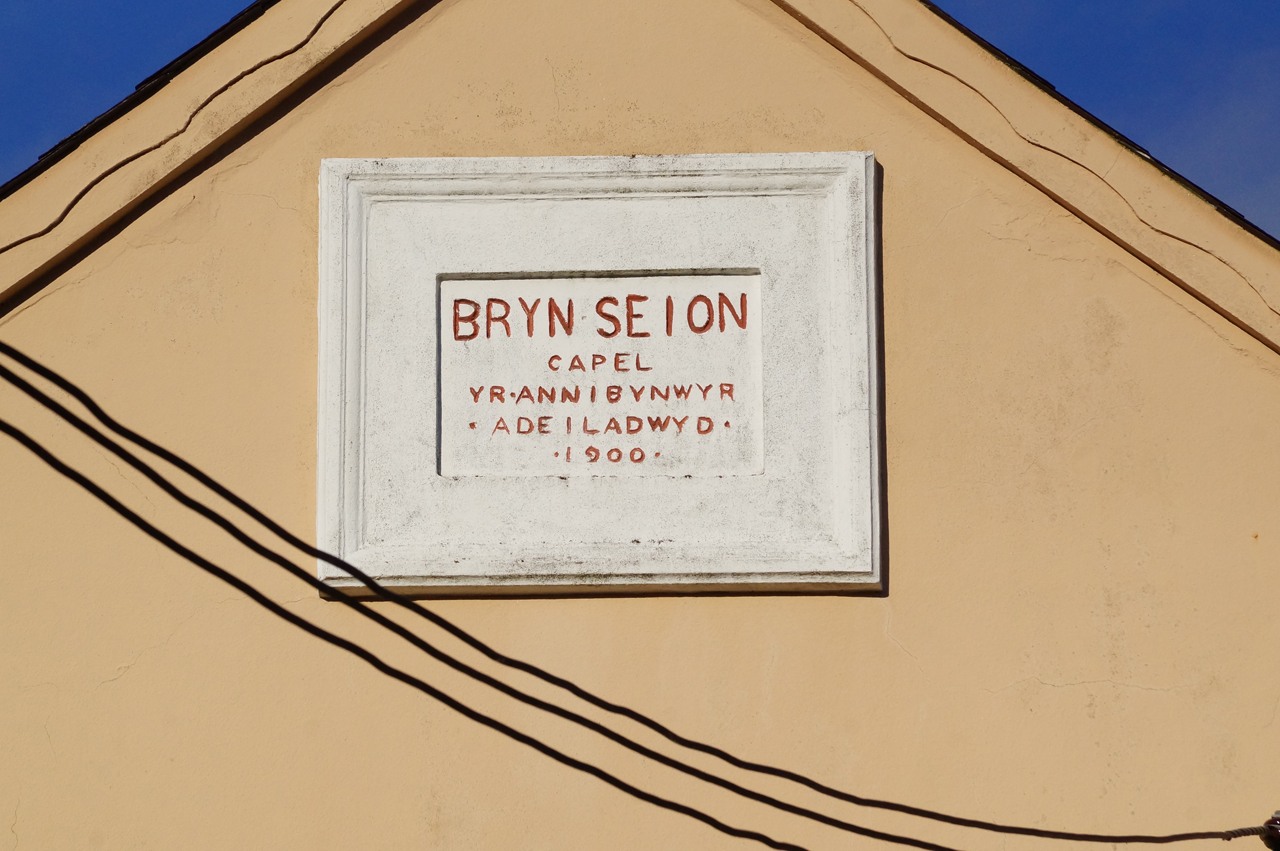 BRYN SEION
CAPEL
YR·ANNIBYNWYR
· ADEILADWYD ·
·1900·